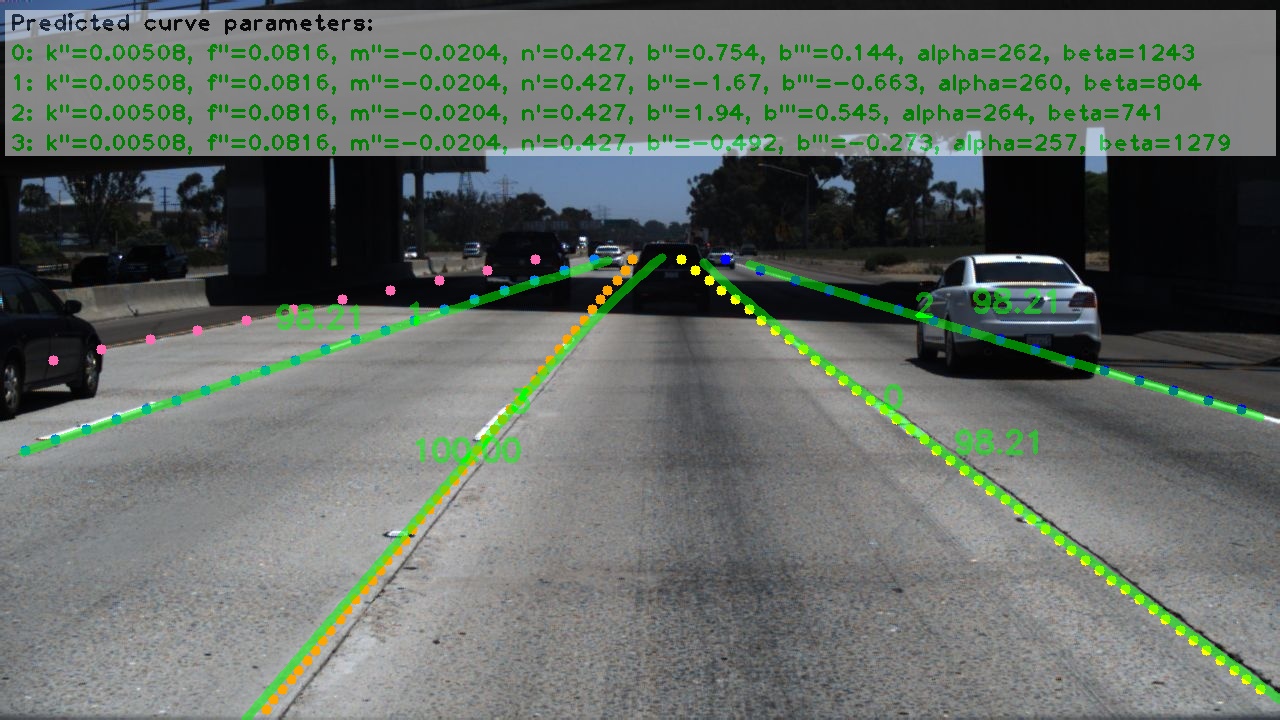 Predicted curve parameters:
0: k''=0.00508, f''=0.0816, m''=-0.0204, n'=0.427, b''=0.754, b'''=0.144, alpha=262, beta=1243
1: k''=0.00508, f''=0.0816, m''=-0.0204, n'=0.427, b''=-1.67, b'''=-0.663, alpha=260, beta=804
2: k''=0.00508, f''=0.0816, m''=-0.0204, n'=0.427, b''=1.94, b'''=0.545, alpha=264, beta=741
3: k''=0.00508, f''=0.0816, m''=-0.0204, n'=0.427, b''=-0.492, b'''=-0.273, alpha=257, beta=1279
98.21 1
2 98.21
0
100.00
98.21